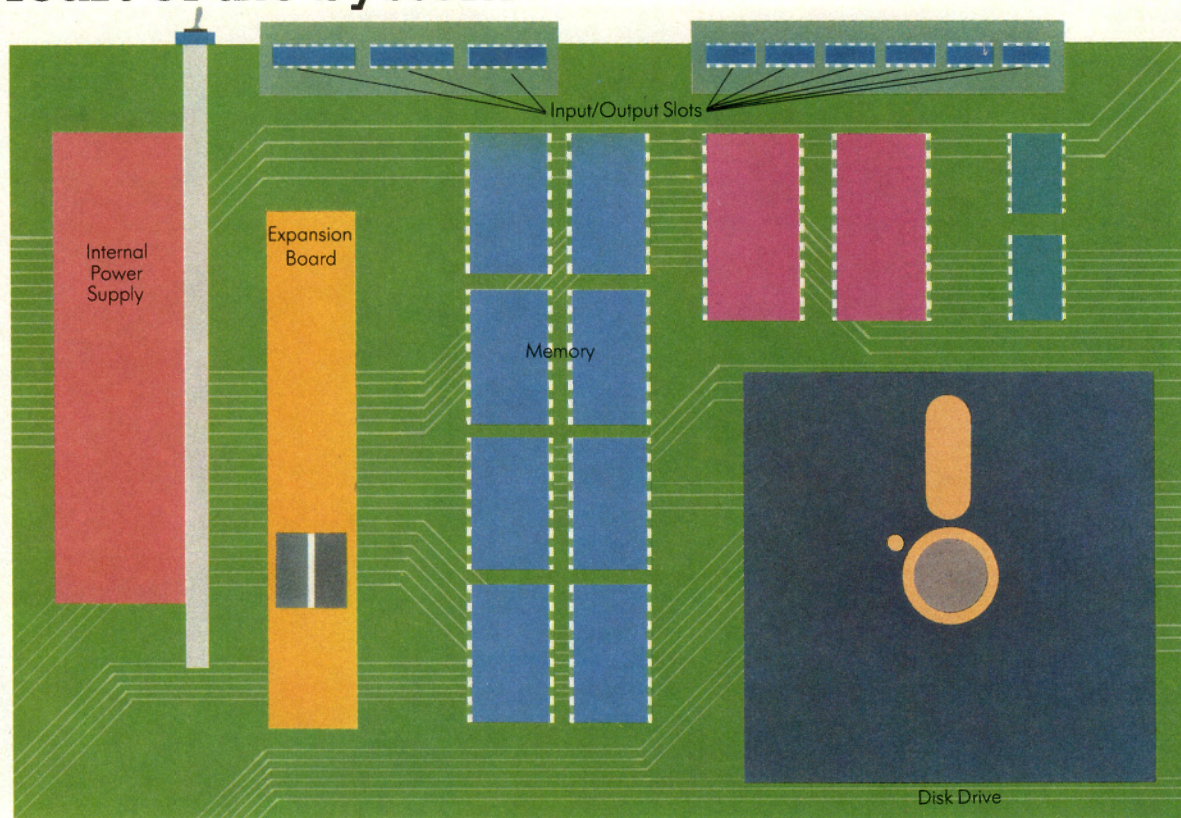 Input/Output Slots
Internal
Power
Supply
Expansion
Board
Memory
Disk Drive